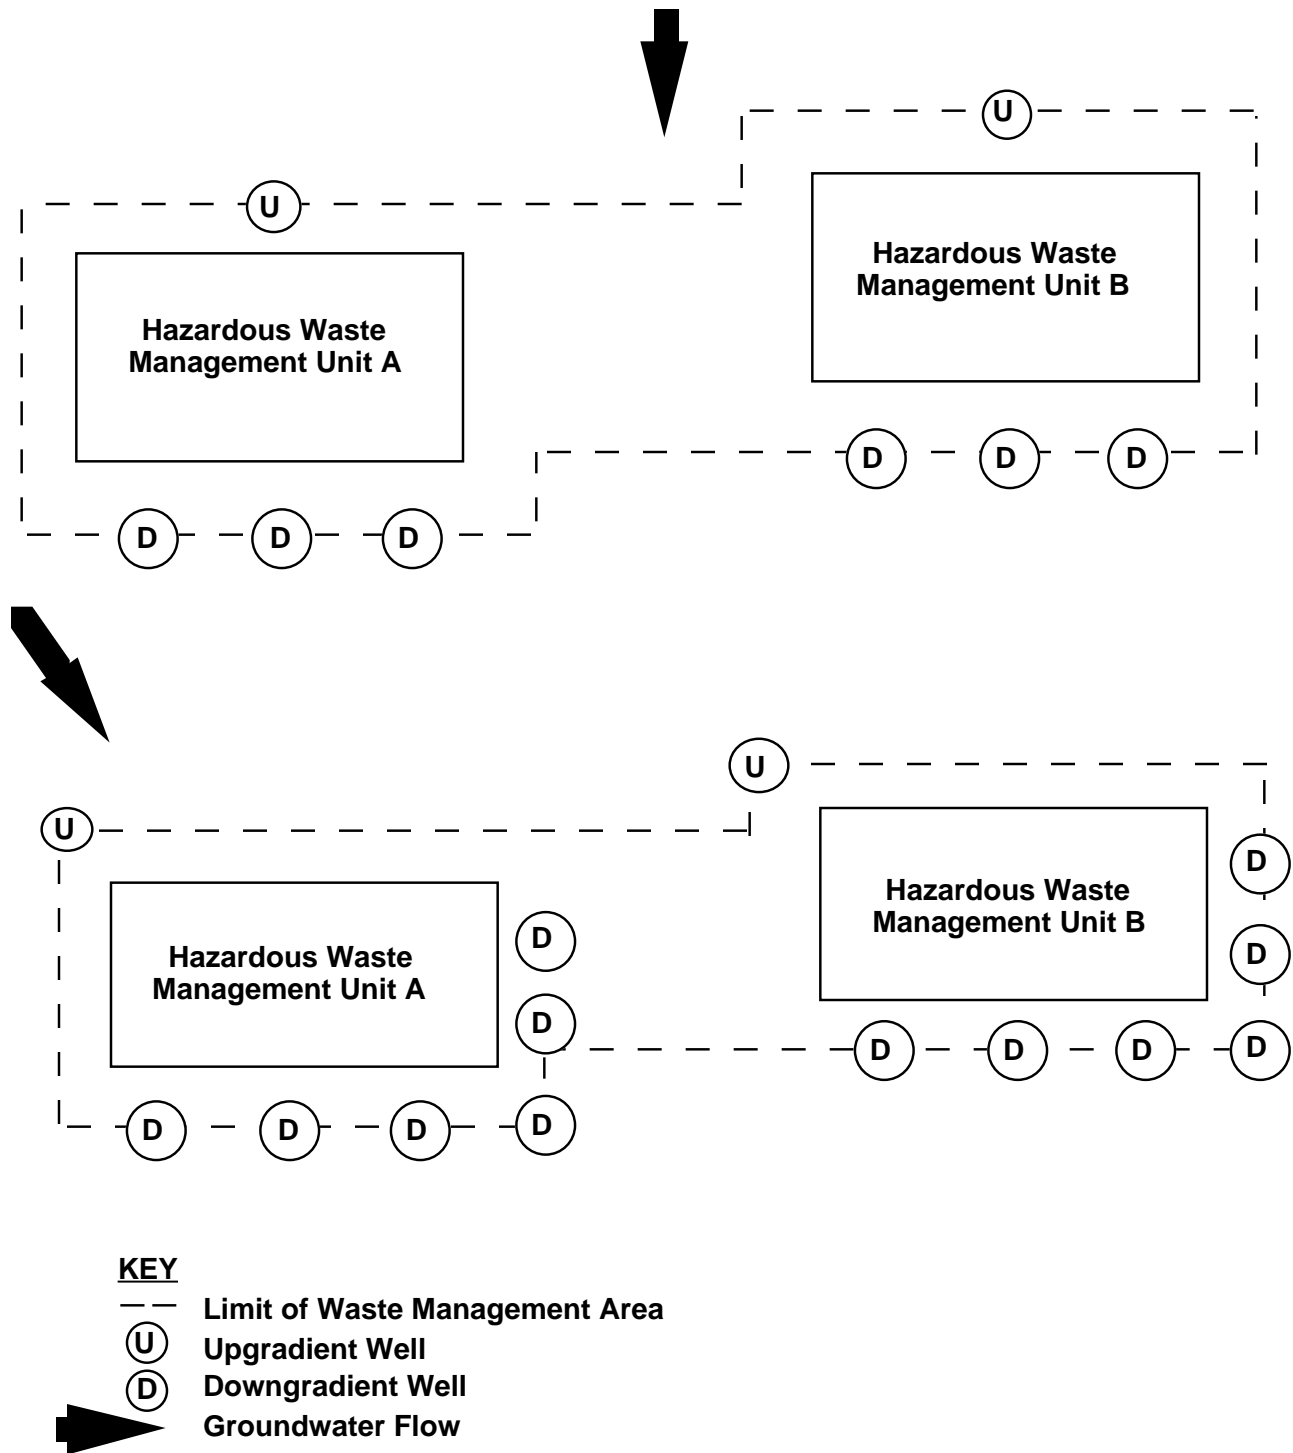 U
U
Hazardous Waste
Management Unit B
Hazardous Waste
Management Unit A
D D D
D D D
U
U
D
Hazardous Waste
Management Unit B
D
Hazardous Waste
Management Unit A
D
D
D D D D
D D D D
KEY
Limit of Waste Management Area
U Upgradient Well
D Downgradient Well
Groundwater Flow